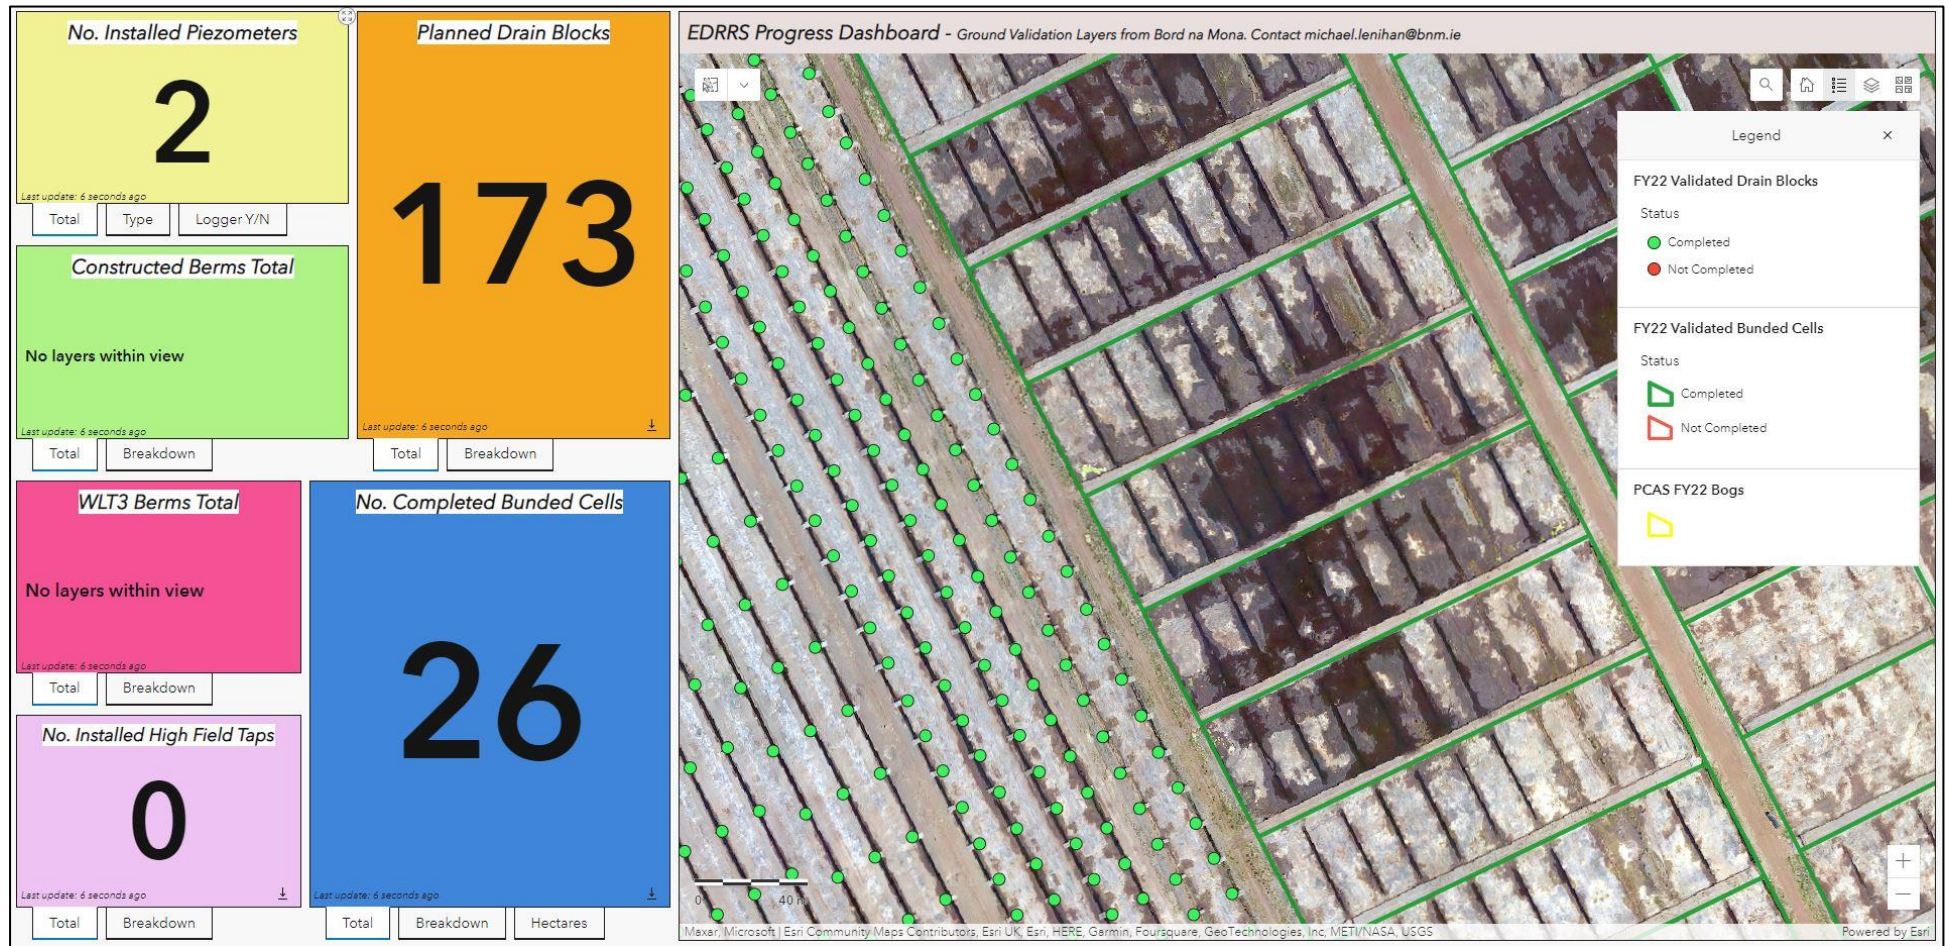 No. Installed Piezometers
2
Last update: 6 seconds ago
Total
Type
Logger Y/N
Planned Drain Blocks
173
Last update: 6 seconds ago
Total
Breakdown
Constructed Berms Total
No layers within view
Last update: 6 seconds ago
Total
Breakdown
WLT3 Berms Total
No layers within view
Last update: 6 seconds ago
Total
Breakdown
No. Completed Bunded Cells
26
Last update: 6 seconds ago
Total
Breakdown
Hectares
No. Installed High Field Taps
0
Last update: 6 seconds ago
Total
Breakdown
EDRRS Progress Dashboard - Ground Validation Layers from Bord na Mona. Contact michael.lenihan@bnm.ie
Legend
FY22 Validated Drain Blocks
Status
Completed
Not Completed
FY22 Validated Bunded Cells
Status
Completed
Not Completed
PCAS FY22 Bogs
0
40 m
Maxar, Microsoft | Esri Community Maps Contributors, Esri UK, Esri, HERE, Garmin, Foursquare, GeoTechnologies, Inc, METI/NASA, USGS
Powered by Esri